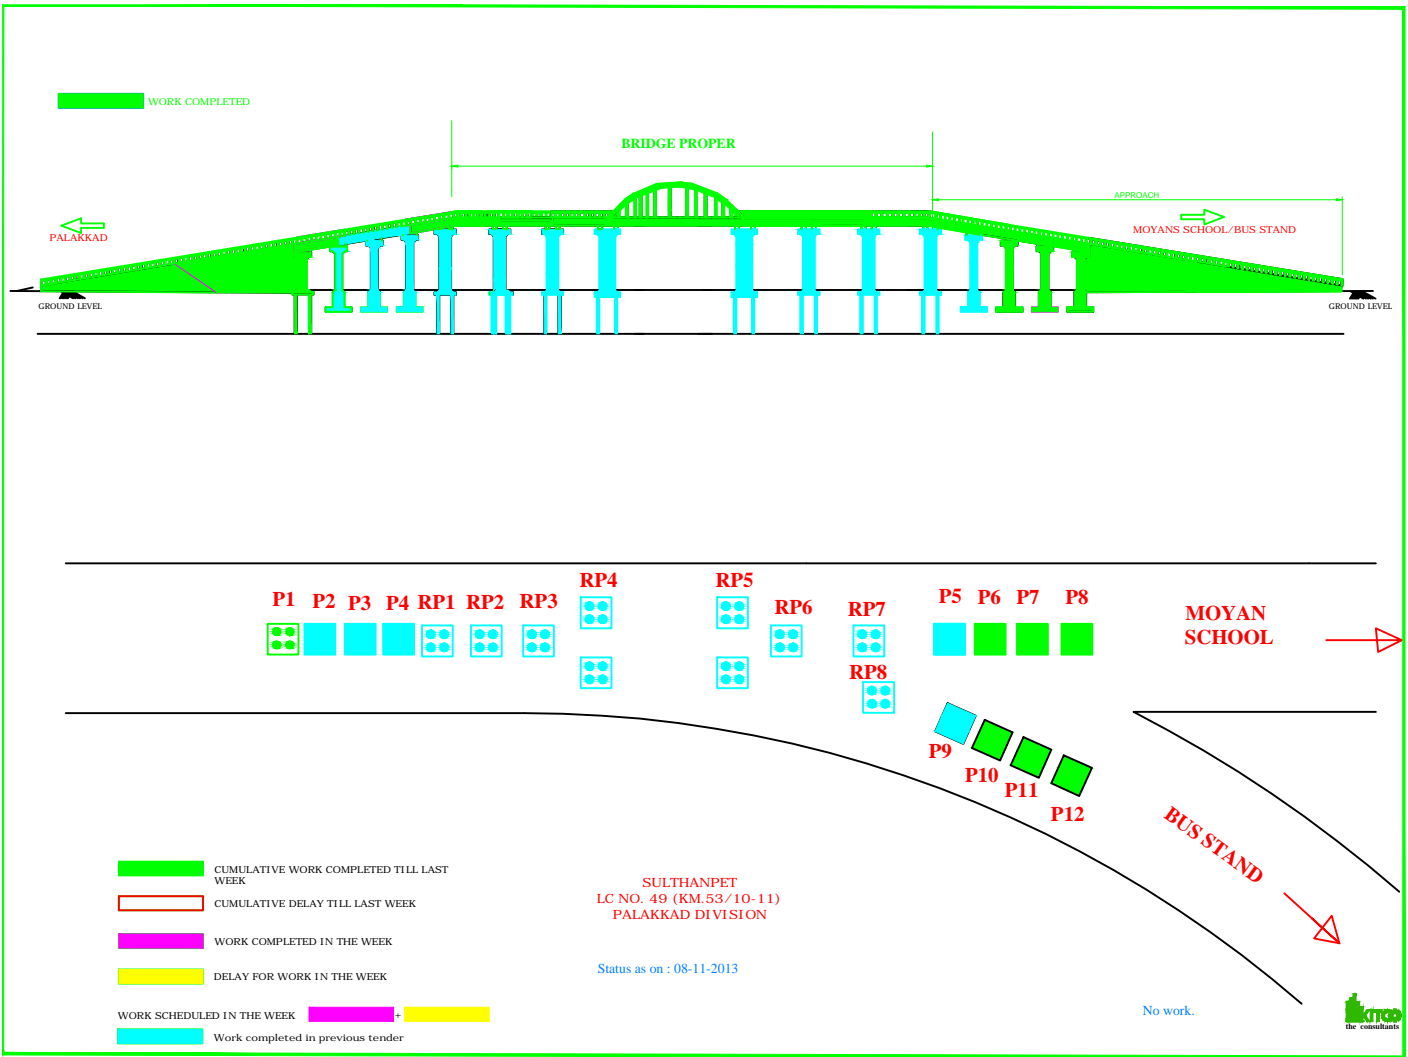 WORK COMPLETED
BRIDGE PROPER
APPROACH
PALAKKAD
MOYANS SCHOOL/BUS STAND
GROUND LEVEL
GROUND LEVEL
RP4
RP5
P1
P2
P3
P4
RP1
RP2
RP3
RP6
RP7
P5
P6
P7
P8
MOYAN
SCHOOL
RP8
P9
P10
P11
P12
BUS STAND
CUMULATIVE WORK COMPLETED TILL LAST
WEEK
CUMULATIVE DELAY TILL LAST WEEK
WORK COMPLETED IN THE WEEK
DELAY FOR WORK IN THE WEEK
WORK SCHEDULED IN THE WEEK +
Work completed in previous tender
SULTHANPET
LC NO. 49 (KM.53/10-11)
PALAKKAD DIVISION
Status as on : 08-11-2013
No work.
KITCO
the consultants